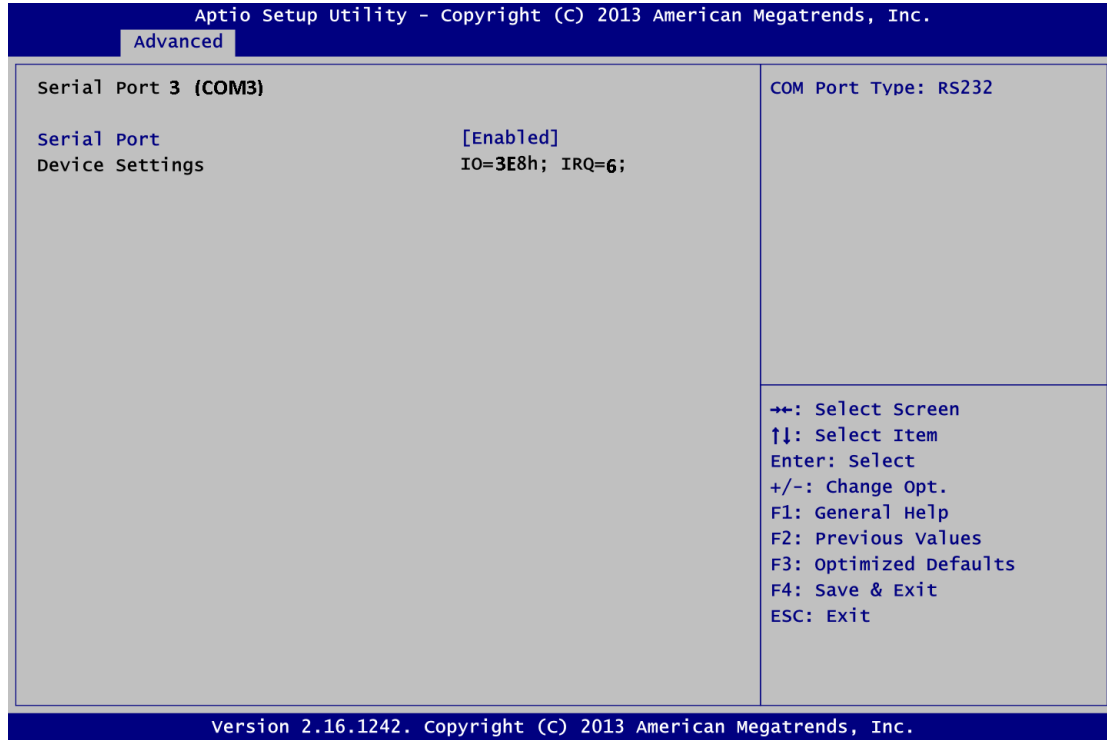 Aptio Setup Utility - Copyright (C) 2013 American Megatrends, Inc.
Advanced
Serial Port 3 (COM3)
Serial Port [Enabled]
Device Settings IO=3E8h; IRQ=6;
COM Port Type: RS232
→←: Select Screen
↑↓: Select Item
Enter: Select
+/-: Change Opt.
F1: General Help
F2: Previous Values
F3: Optimized Defaults
F4: Save & Exit
ESC: Exit
Version 2.16.1242. Copyright (C) 2013 American Megatrends, Inc.